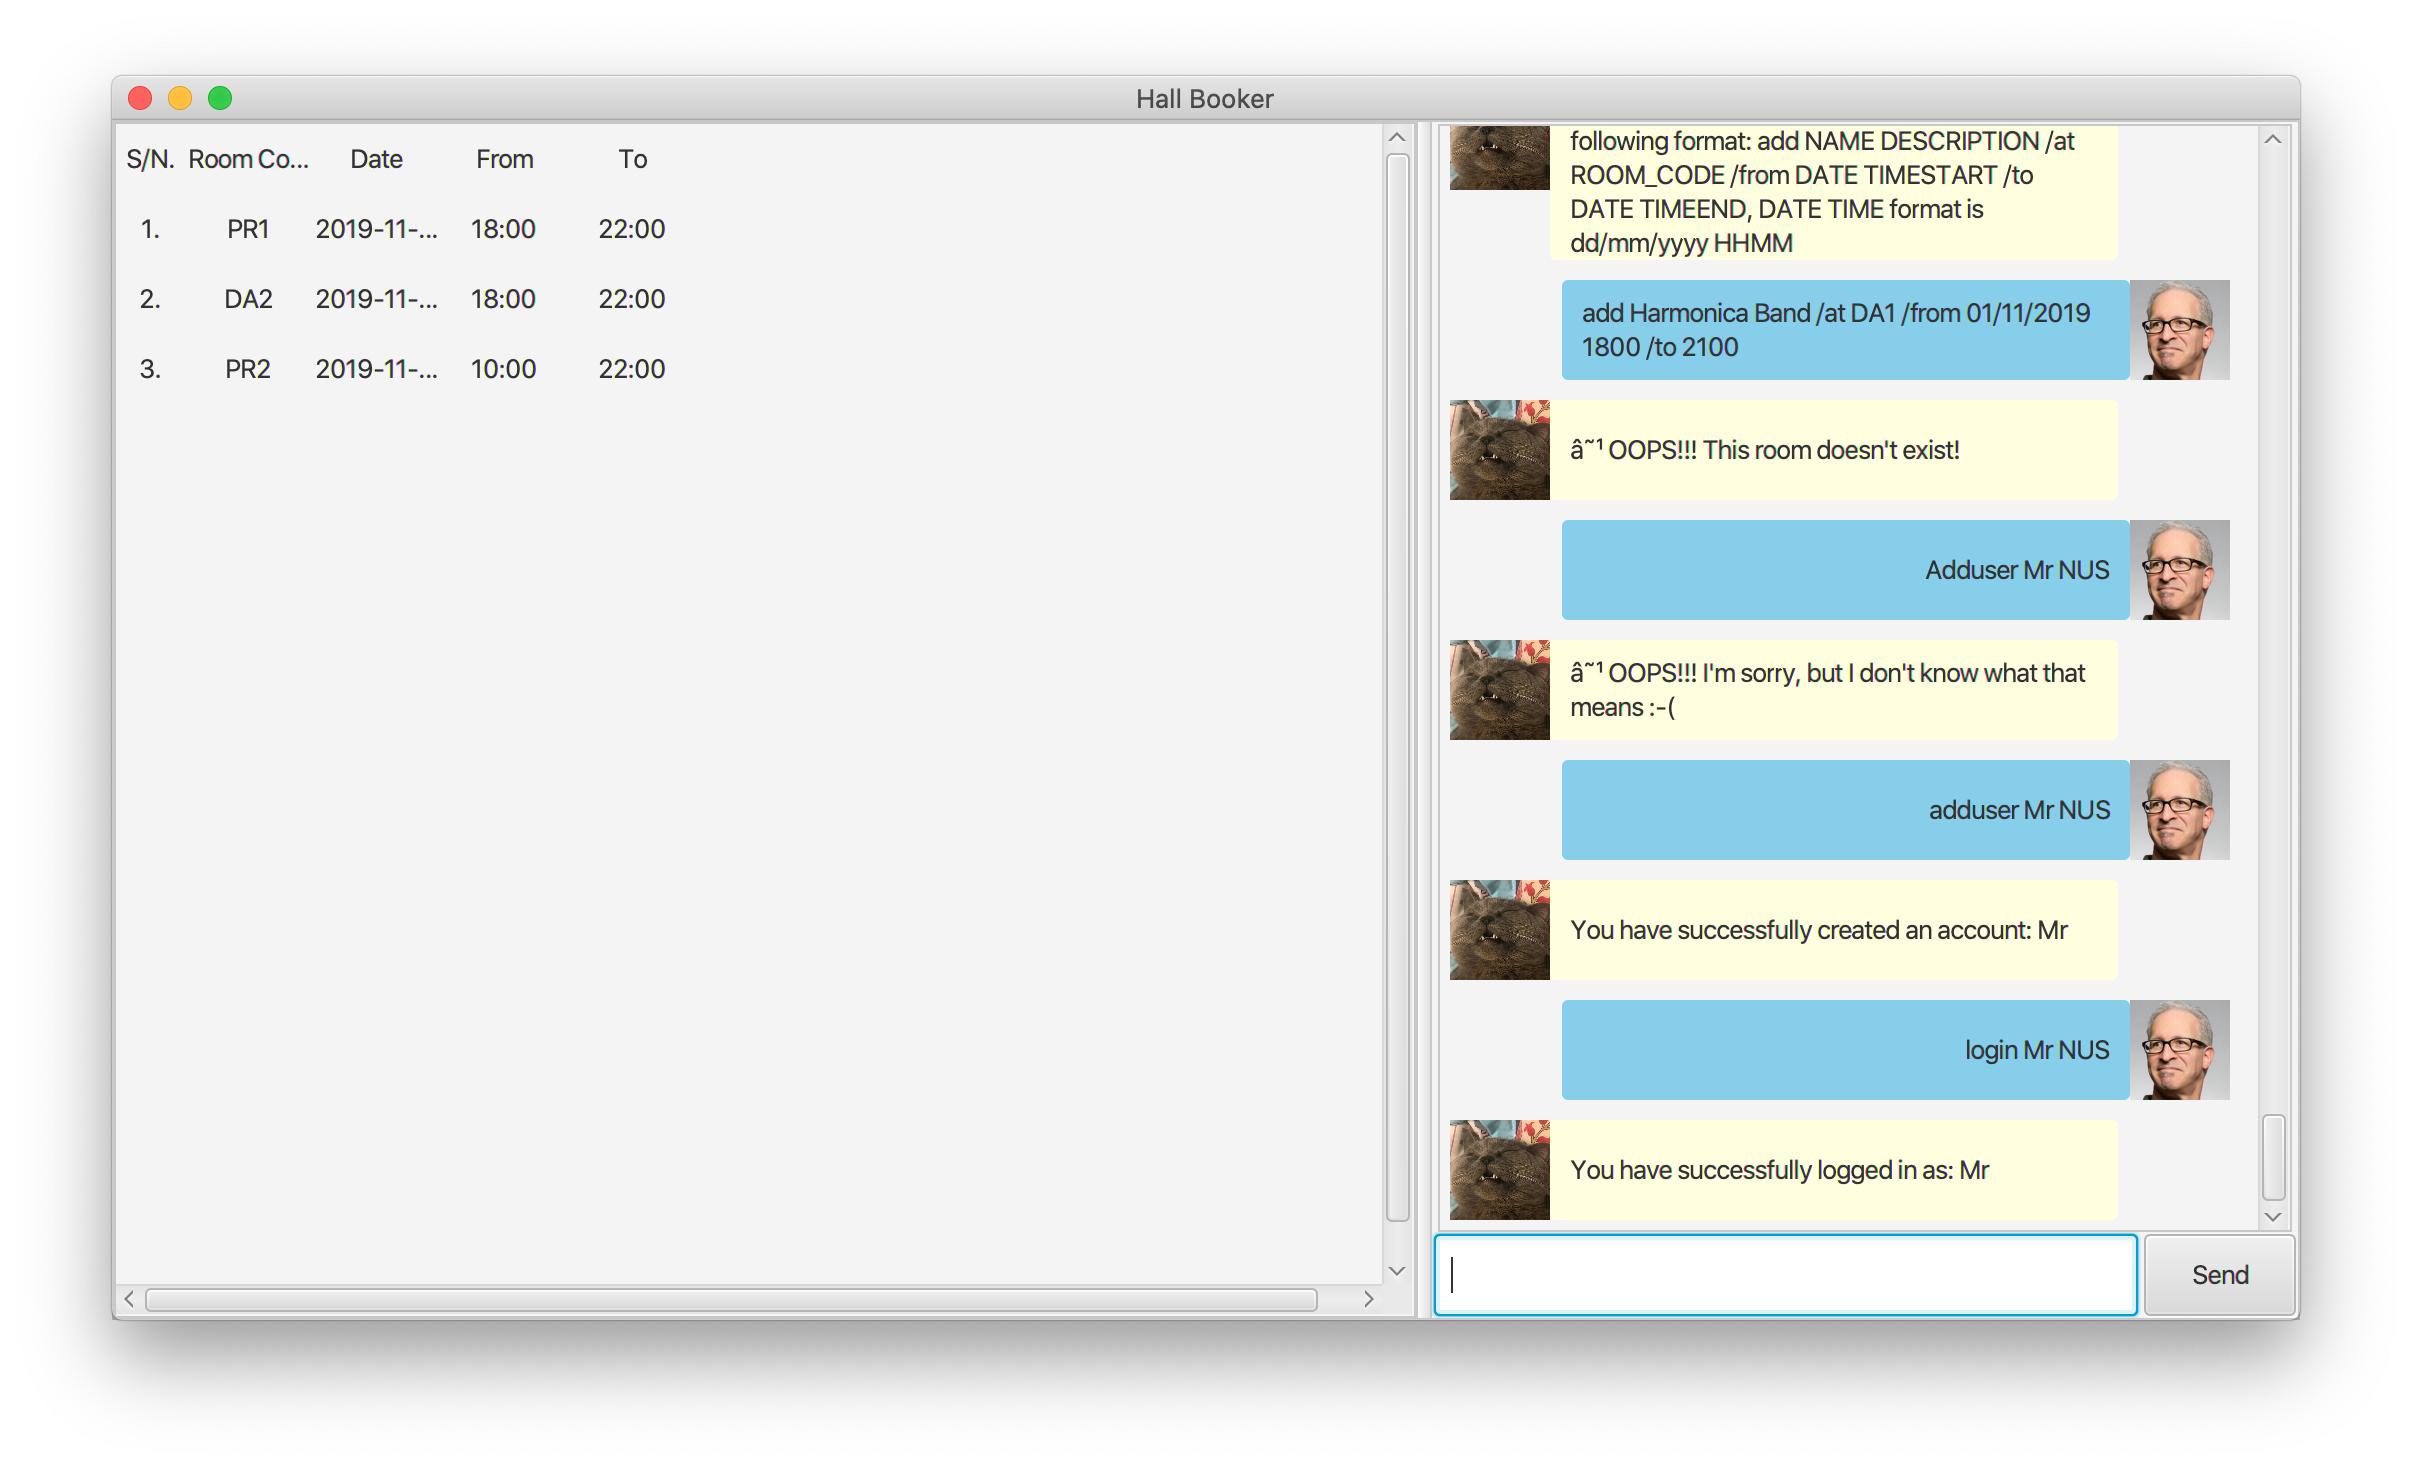 Hall Booker
S/N. Room Co... Date From To
1. PR1 2019-11-... 18:00 22:00
2. DA2 2019-11-... 18:00 22:00
3. PR2 2019-11-... 10:00 22:00
following format: add NAME DESCRIPTION /at
ROOM_CODE /from DATE TIMESTART /to
DATE TIMEEND, DATE TIME format is
dd/mm/yyyy HHMM
add Harmonica Band /at DA1 /from 01/11/2019
1800 /to 2100
â˜¹ OOPS!!! This room doesn't exist!
Adduser Mr NUS
â˜¹ OOPS!!! I'm sorry, but I don't know what that
means :-(
adduser Mr NUS
You have successfully created an account: Mr
login Mr NUS
You have successfully logged in as: Mr
Send